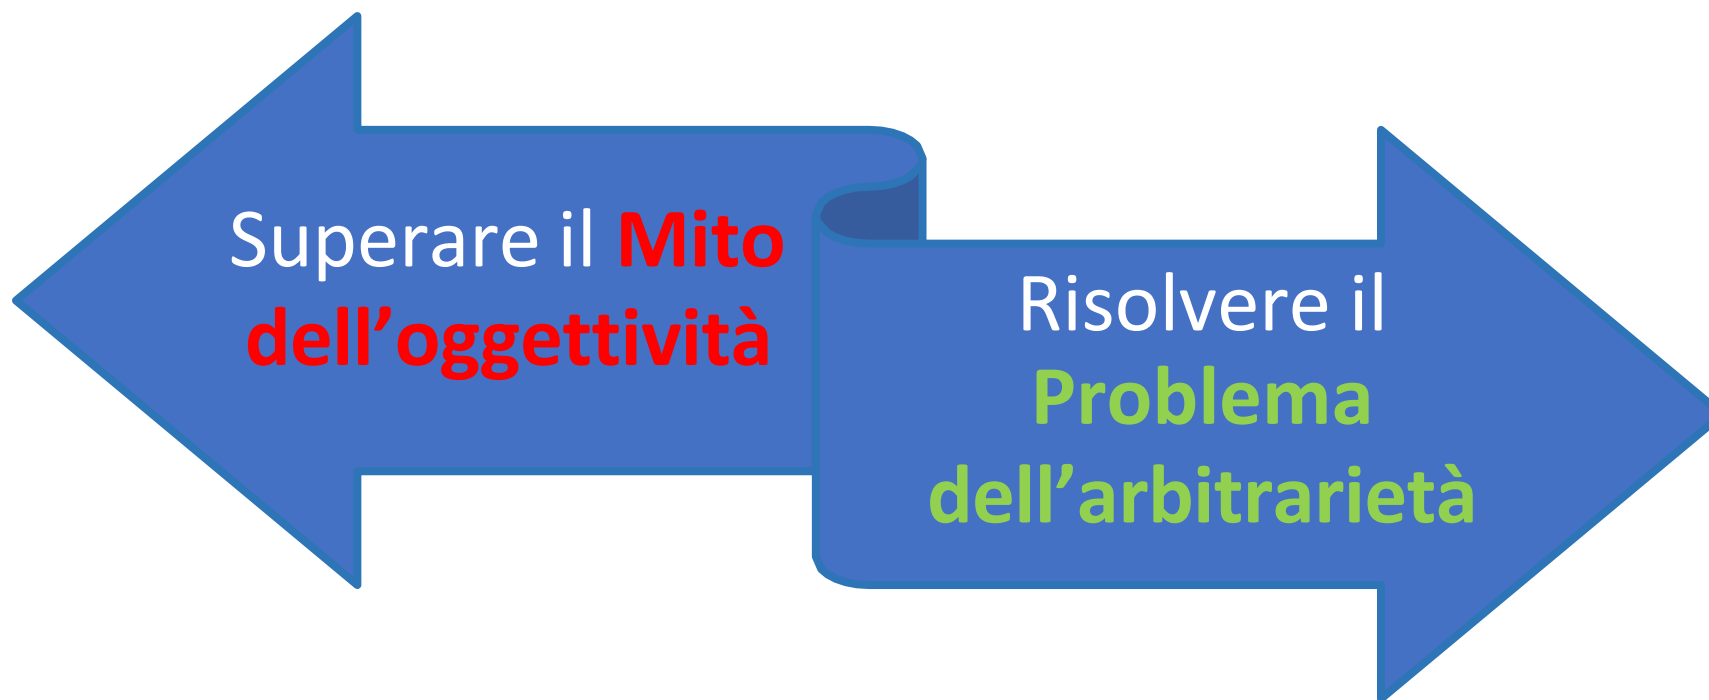 Superare il Mito
dell’oggettività
Risolvere il
Problema
dell’arbitrarietà